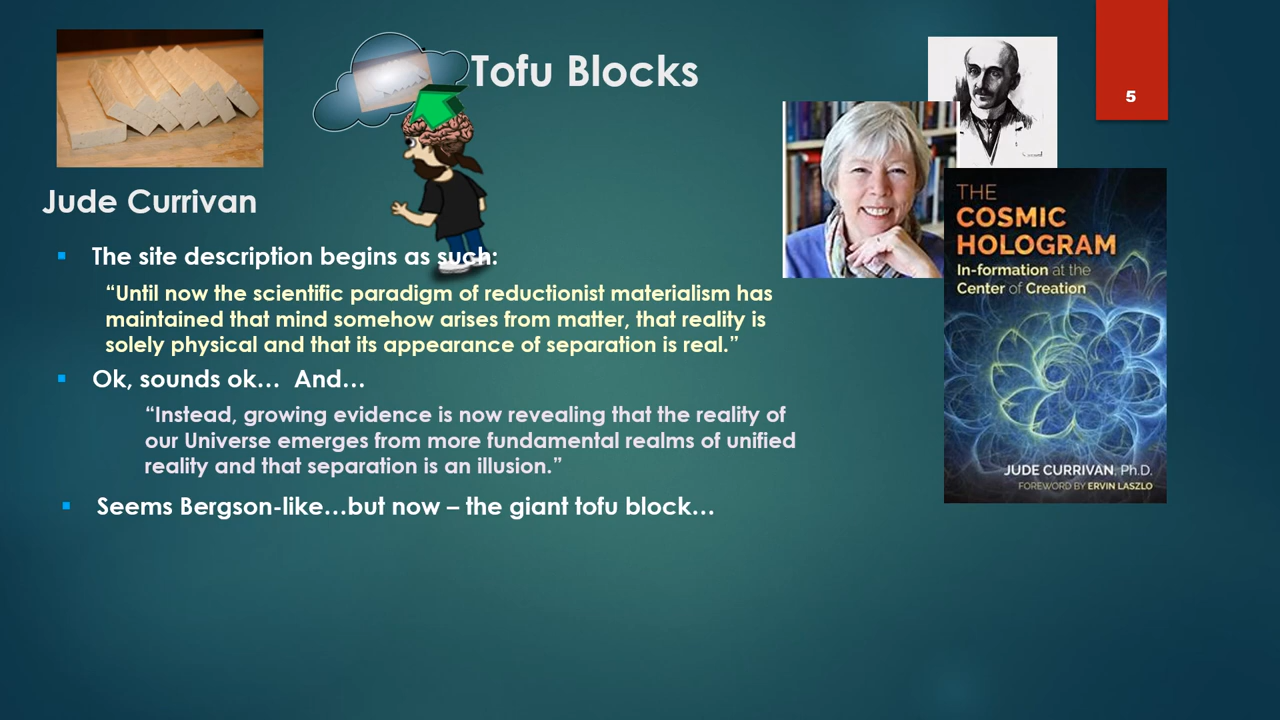 Tofu Blocks
5
Jude Currivan
The site description begins as such:
“Until now the scientific paradigm of reductionist materialism has
maintained that mind somehow arises from matter, that reality is
solely physical and that its appearance of separation is real.”
Ok, sounds ok… And…
“Instead, growing evidence is now revealing that the reality of
our Universe emerges from more fundamental realms of unified
reality and that separation is an illusion.”
Seems Bergson-like…but now – the giant tofu block…
THE
COSMIC
HOLOGRAM
In-formation at the
Center of Creation
JUDE CURRIVAN, Ph.D.
FOREWORD BY ERVIN LASZLO